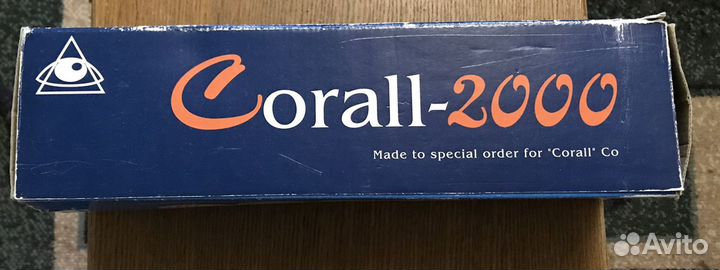 Corall-2000
Made to special order for "Corall" Co
Avito